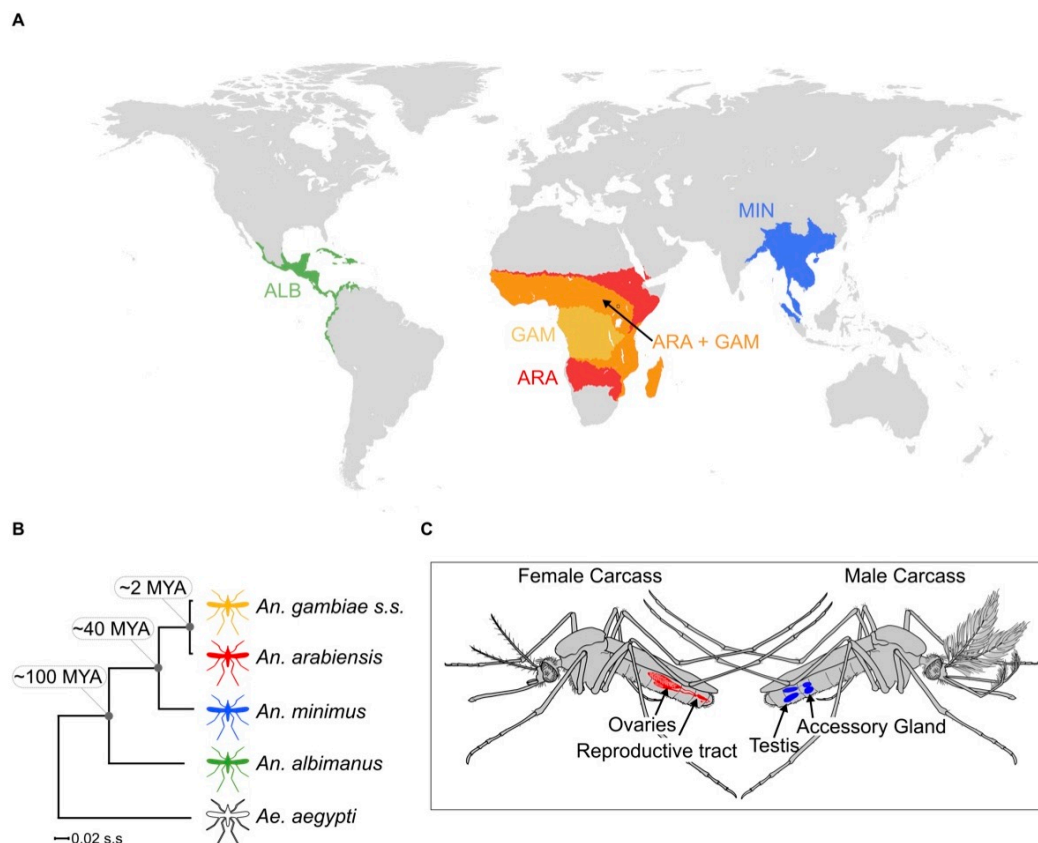 A
MIN
ALB
GAM
ARA + GAM
ARA
B
~2 MYA
~40 MYA
~100 MYA
An. gambiae s.s.
An. arabiensis
An. minimus
An. albimanus
Ae. aegypti
0.02 s.s
C
Female Carcass
Male Carcass
Ovaries
Reproductive tract
Testis
Accessory Gland